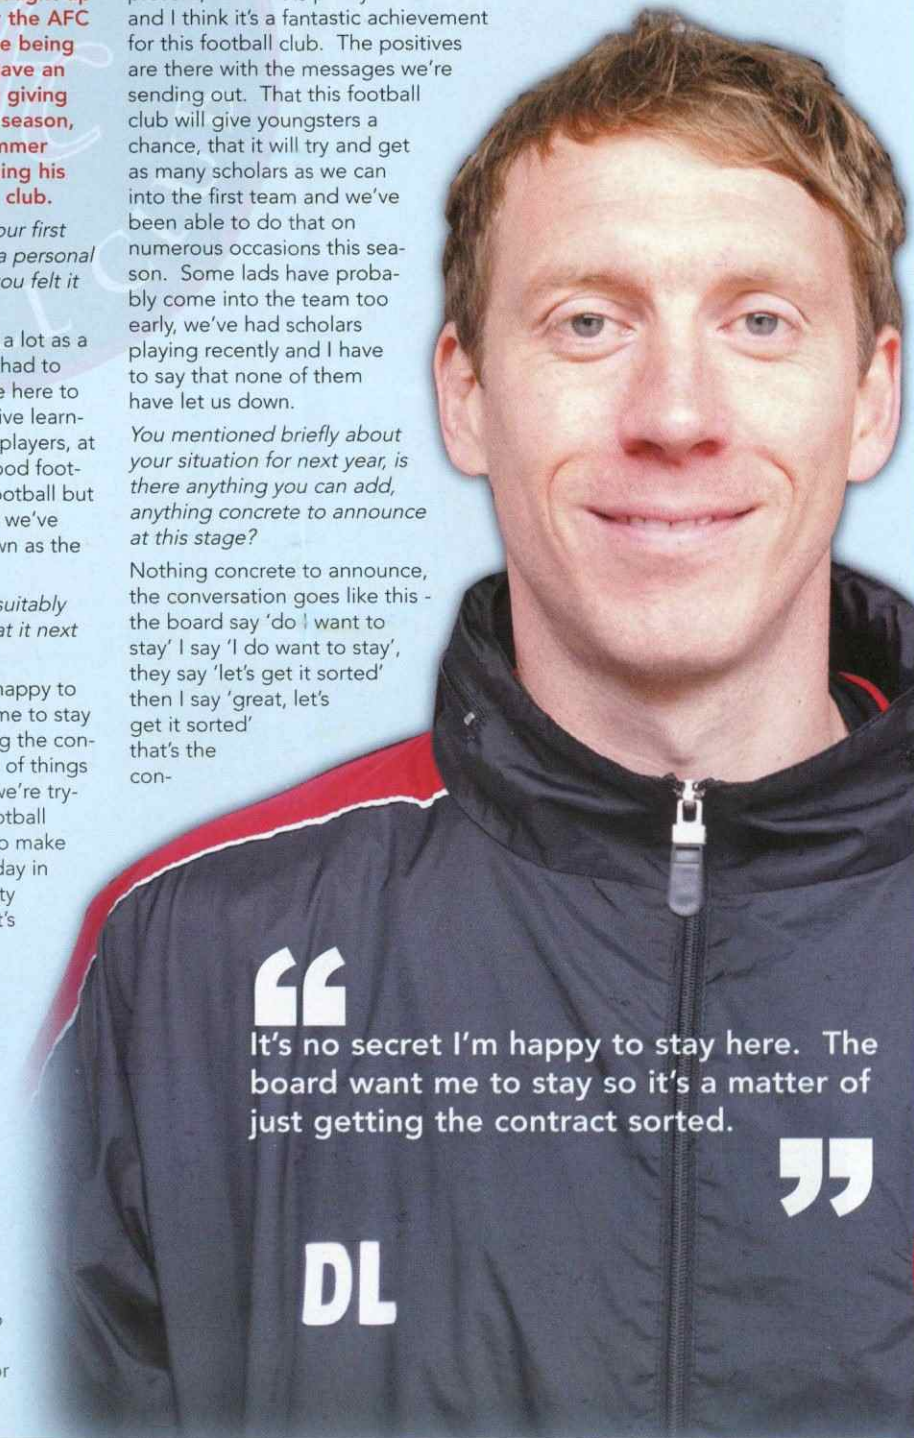 the AFC
e being
ave an
giving
season,
mmer
ing his
club.
our first
a personal
you felt it
a lot as a
had to
e here to
ive learn-
players, at
ood foot-
ootball but
we've
wn as the
suitably
at it next
happy to
me to stay
g the con-
of things
we're try-
otball
o make
day in
ty
t's
or
and I think it's a fantastic achievement
for this football club. The positives
are there with the messages we're
sending out. That this football
club will give youngsters a
chance, that it will try and get
as many scholars as we can
into the first team and we've
been able to do that on
numerous occasions this sea-
son. Some lads have proba-
bly come into the team too
early, we've had scholars
playing recently and I have
to say that none of them
have let us down.
You mentioned briefly about
your situation for next year, is
there anything you can add,
anything concrete to announce
at this stage?
Nothing concrete to announce,
the conversation goes like this -
the board say 'do I want to
stay' I say 'I do want to stay',
they say 'let's get it sorted'
then I say 'great, let's
get it sorted'
that's the
con-
“
It's no secret I'm happy to stay here. The
board want me to stay so it's a matter of
just getting the contract sorted.
”
DL